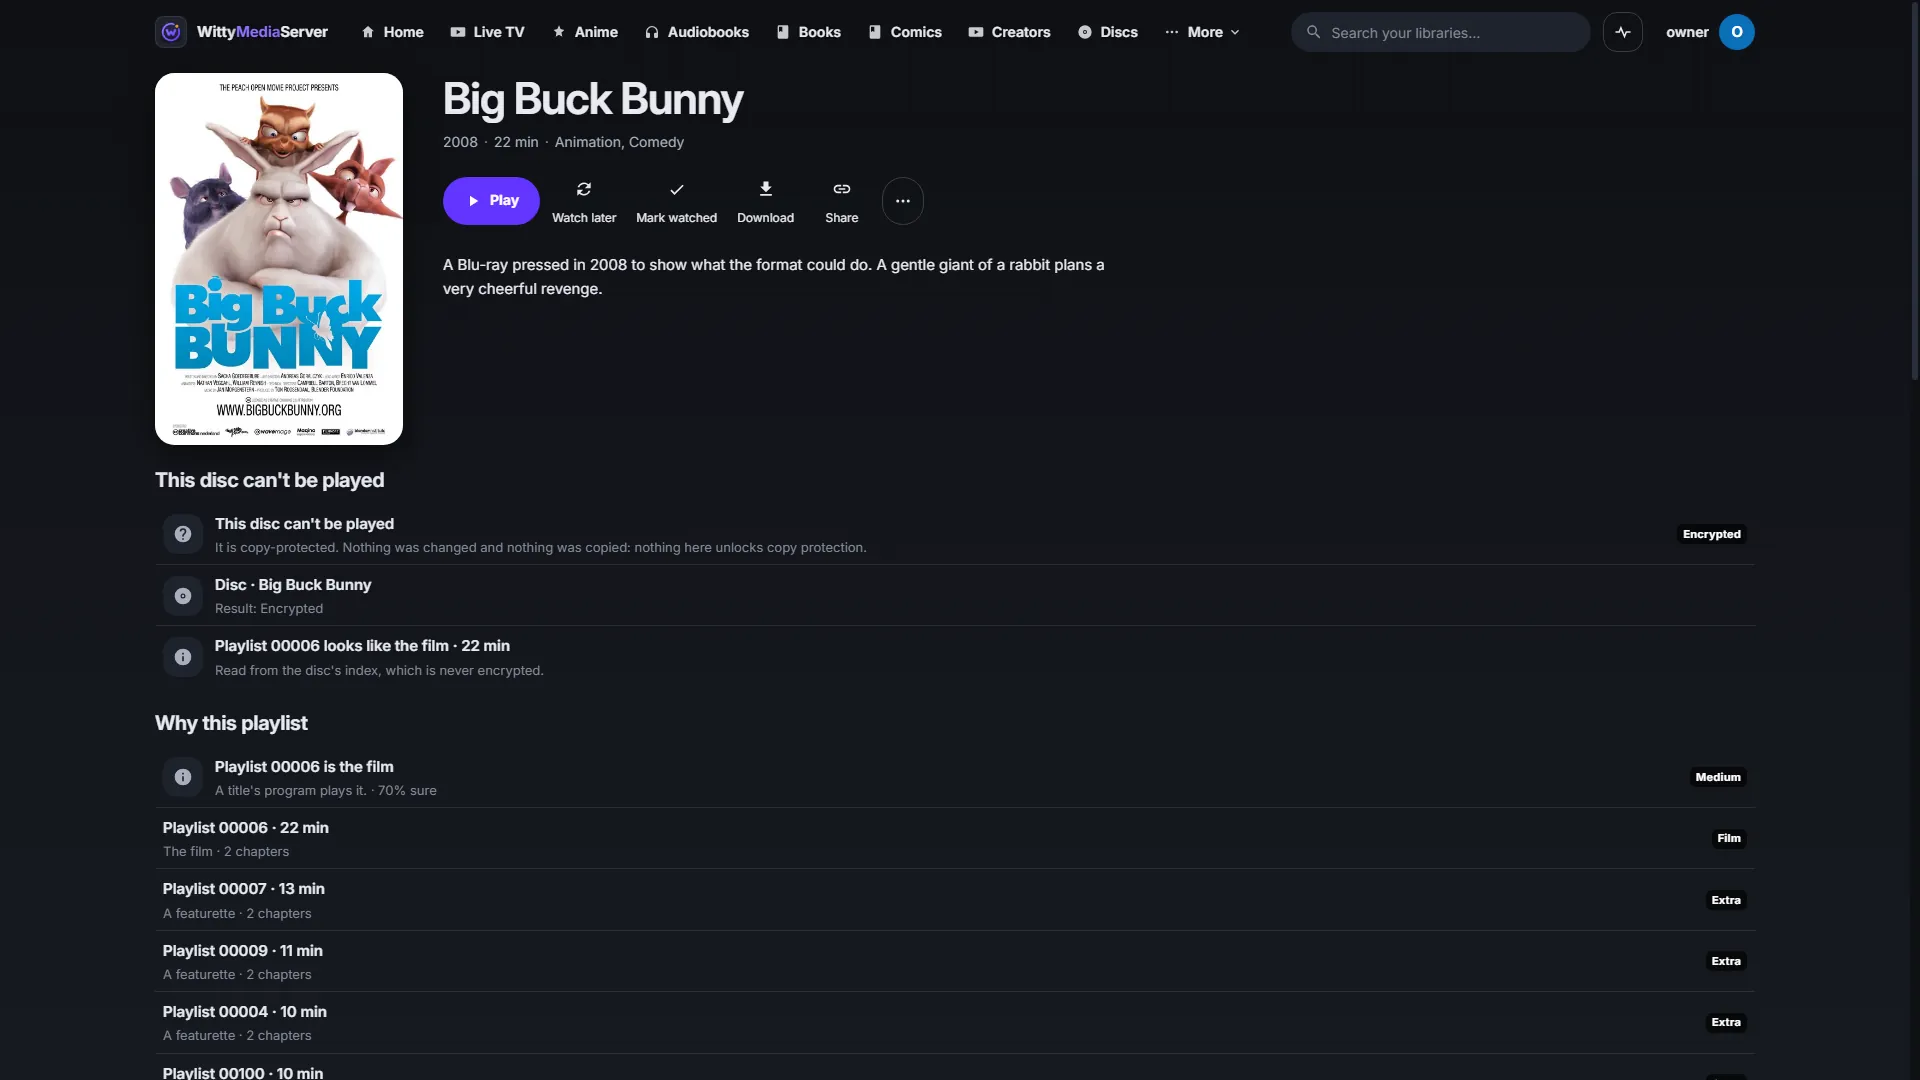 WittyMediaServer
Home
Live TV
Anime
Audiobooks
Books
Comics
Creators
Discs
More
Search your libraries...
owner
O
THE PEACH OPEN MOVIE PROJECT PRESENTS
Big Buck
BUNNY
WWW.BIGBUCKBUNNY.ORG
Big Buck Bunny
2008 · 22 min · Animation, Comedy
Play
Watch later
Mark watched
Download
Share
A Blu-ray pressed in 2008 to show what the format could do. A gentle giant of a rabbit plans a
very cheerful revenge.
This disc can't be played
This disc can't be played
It is copy-protected. Nothing was changed and nothing was copied: nothing here unlocks copy protection.
Encrypted
Disc · Big Buck Bunny
Result: Encrypted
Playlist 00006 looks like the film · 22 min
Read from the disc's index, which is never encrypted.
Why this playlist
Playlist 00006 is the film
A title's program plays it. · 70% sure
Medium
Playlist 00006 · 22 min
The film · 2 chapters
Film
Playlist 00007 · 13 min
A featurette · 2 chapters
Extra
Playlist 00009 · 11 min
A featurette · 2 chapters
Extra
Playlist 00004 · 10 min
A featurette · 2 chapters
Extra
Playlist 00100 · 10 min